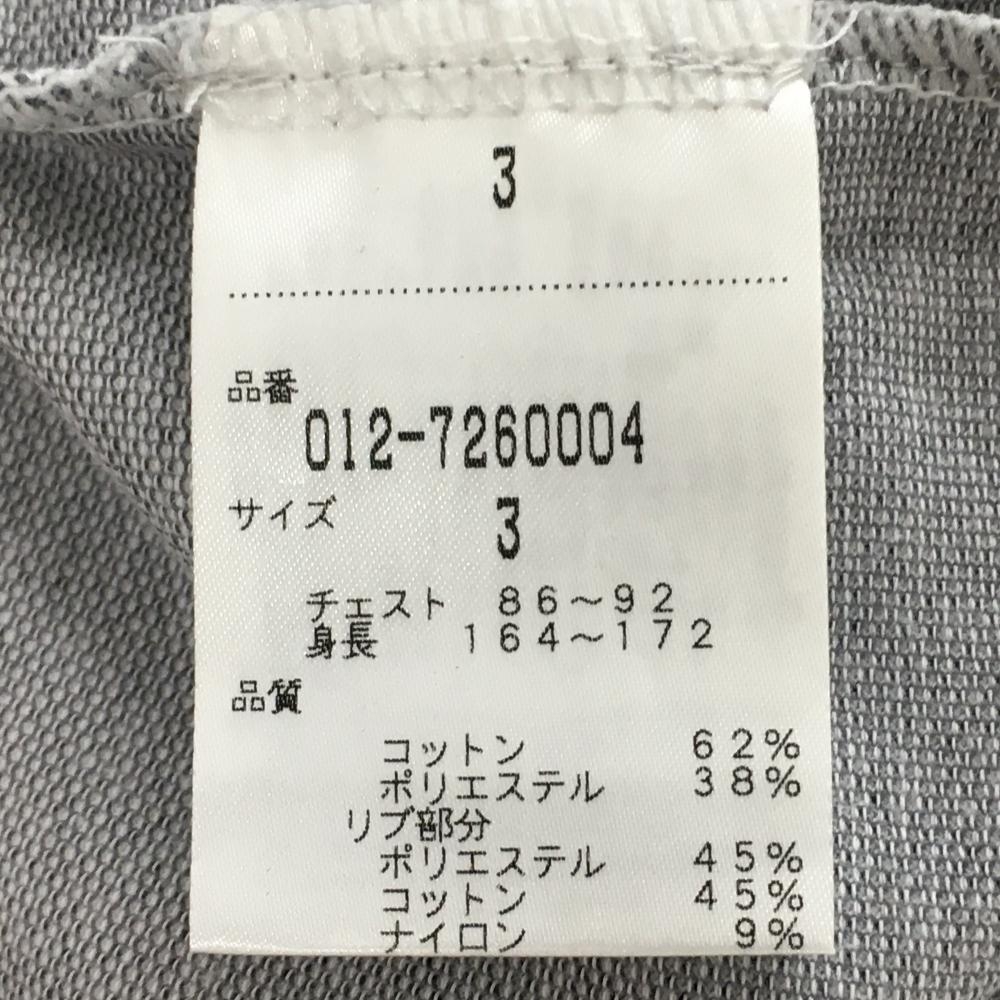 3
品番
012-7260004
サイズ 3
チェスト 86〜92
身長 164〜172
品質
コットン 62%
ポリエステル 38%
リブ部分
ポリエステル 45%
コットン 45%
ナイロン 9%